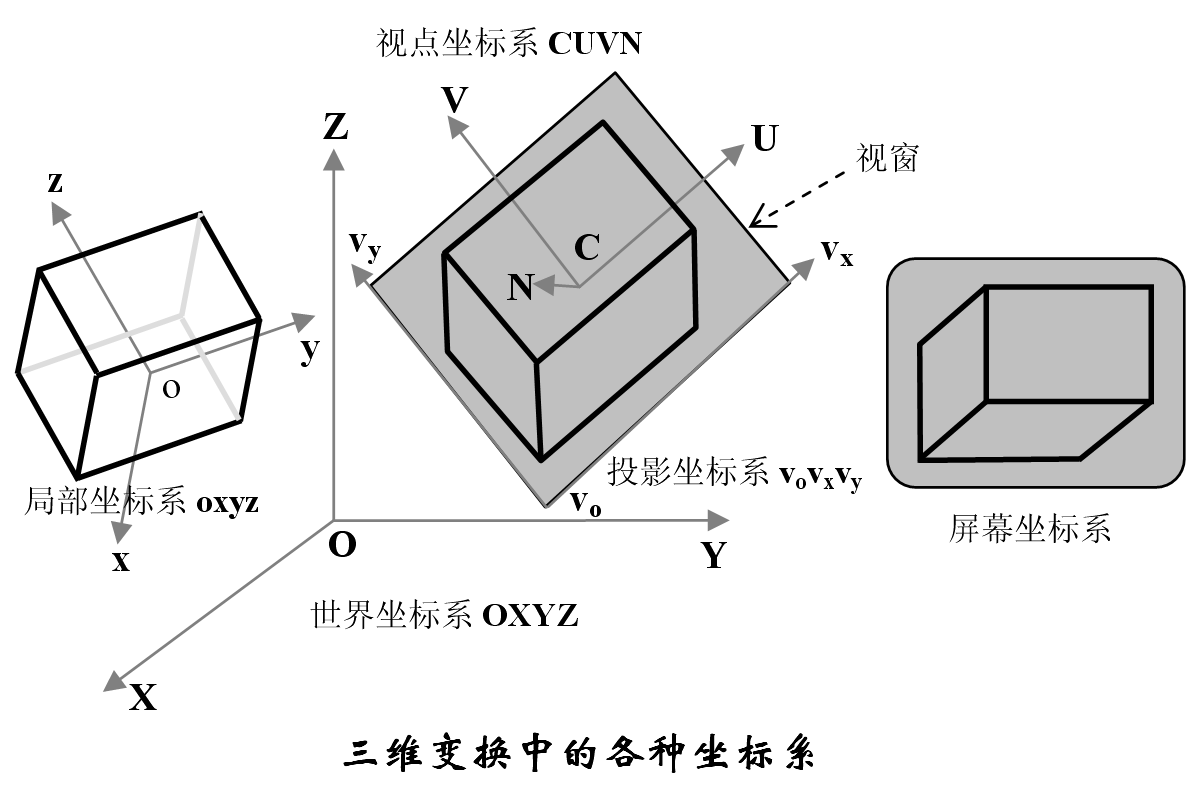 视点坐标系 CUVN
V
Z
U
视窗
z
vy
C
vx
N
y
o
局部坐标系 oxyz
投影坐标系 vovxvy
vo
屏幕坐标系
x
O
Y
世界坐标系 OXYZ
X
三维变换中的各种坐标系